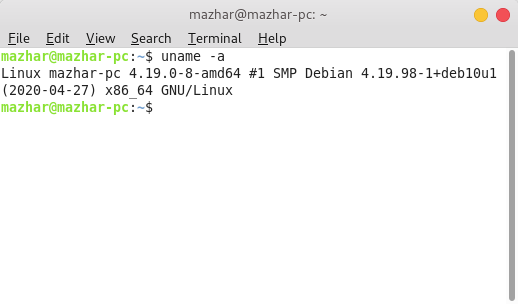 mazhar@mazhar-pc: ~
File Edit View Search Terminal Help
mazhar@mazhar-pc:~$ uname -a
Linux mazhar-pc 4.19.0-8-amd64 #1 SMP Debian 4.19.98-1+deb10u1
(2020-04-27) x86_64 GNU/Linux
mazhar@mazhar-pc:~$